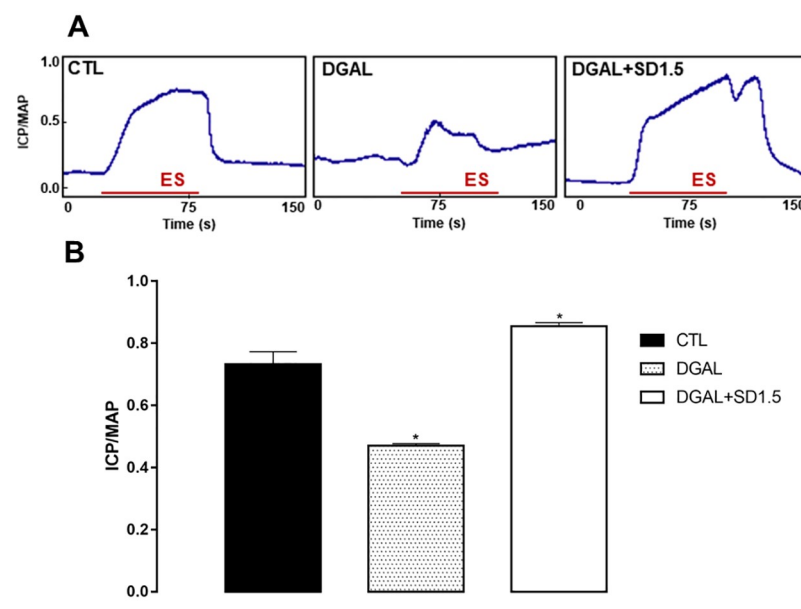 A
CTL
DGAL
DGAL+SD1.5
ICP/MAP
1.0
0.5
0.0
ES
ES
ES
0 75 150
0 75 150
0 75 150
Time (s)
Time (s)
Time (s)
B
ICP/MAP
1.0
0.8
0.6
0.4
0.2
0.0
*
*
CTL
DGAL
DGAL+SD1.5